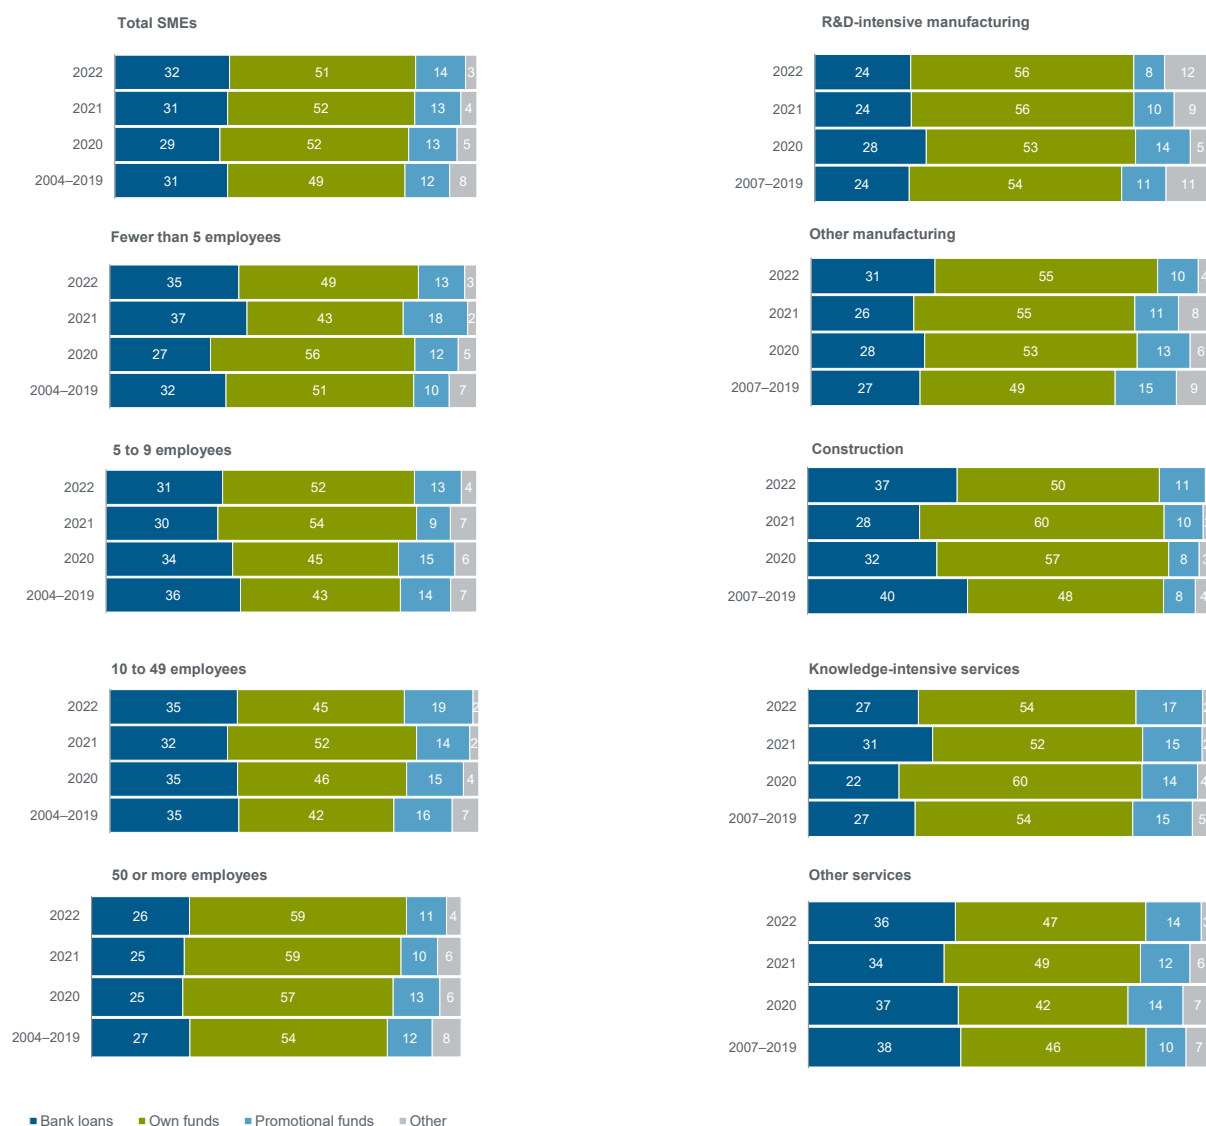 Total SMEs
2022 32 51 14 3
2021 31 52 13 4
2020 29 52 13 5
2004–2019 31 49 12 8
Fewer than 5 employees
2022 35 49 13 3
2021 37 43 18 2
2020 27 56 12 5
2004–2019 32 51 10 7
5 to 9 employees
2022 31 52 13 4
2021 30 54 9 7
2020 34 45 15 6
2004–2019 36 43 14 7
10 to 49 employees
2022 35 45 19 2
2021 32 52 14 2
2020 35 46 15 4
2004–2019 35 42 16 7
50 or more employees
2022 26 59 11 4
2021 25 59 10 6
2020 25 57 13 6
2004–2019 27 54 12 8
R&D-intensive manufacturing
2022 24 56 8 12
2021 24 56 10 9
2020 28 53 14 5
2007–2019 24 54 11 11
Other manufacturing
2022 31 55 10 4
2021 26 55 11 8
2020 28 53 13 6
2007–2019 27 49 15 9
Construction
2022 37 50 11
2021 28 60 10
2020 32 57 8 3
2007–2019 40 48 8 4
Knowledge-intensive services
2022 27 54 17
2021 31 52 15
2020 22 60 14 4
2007–2019 27 54 15 5
Other services
2022 36 47 14 3
2021 34 49 12 6
2020 37 42 14 7
2007–2019 38 46 10 7
Bank loans Own funds Promotional funds Other